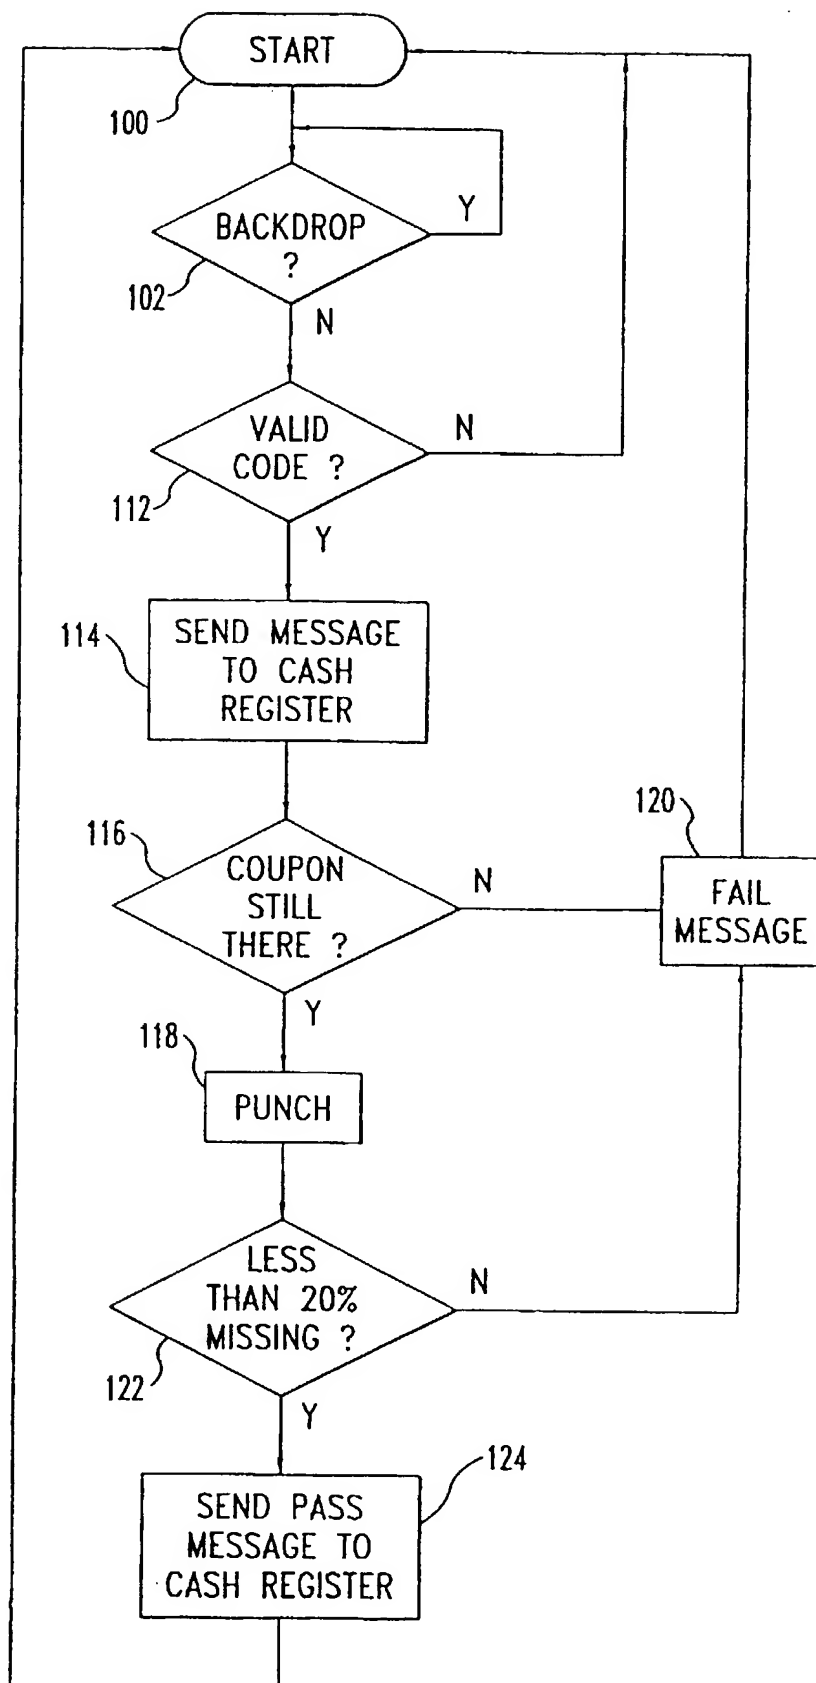 START
100
BACKDROP
?
Y
102
N
VALID
CODE ?
N
112
Y
114
SEND MESSAGE
TO CASH
REGISTER
116
COUPON
STILL
THERE ?
N
120
FAIL
MESSAGE
Y
118
PUNCH
LESS
THAN 20%
MISSING ?
N
122
Y
124
SEND PASS
MESSAGE TO
CASH REGISTER